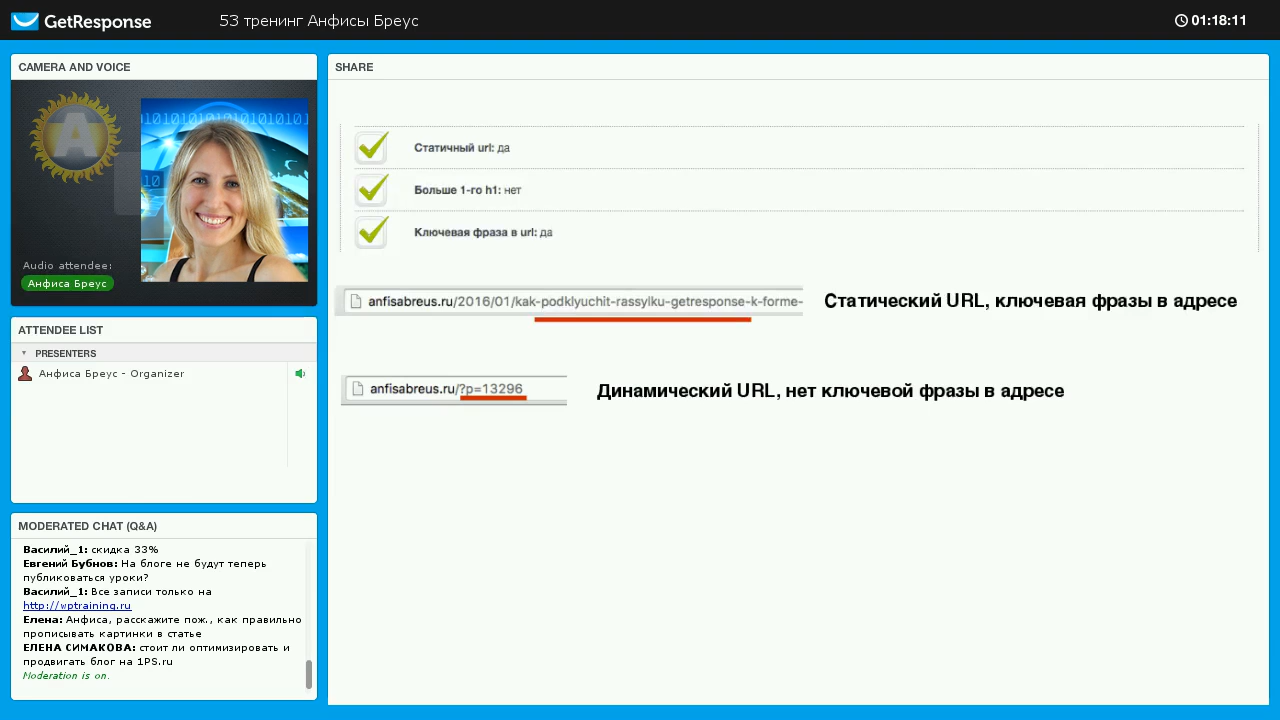 GetResponse
53 тренинг Анфисы Бреус
01:18:11
CAMERA AND VOICE
A
Audio attendee:
Анфиса Бреус
ATTENDEE LIST
PRESENTERS
Анфиса Бреус - Organizer
MODERATED CHAT (Q&A)
Василий_1: скидка 33%
Евгений Бубнов: На блоге не будут теперь
публиковаться уроки?
Василий_1: Все записи только на
http://wptraining.ru
Елена: Анфиса, расскажите пож., как правильно
прописывать картинки в статье
ЕЛЕНА СИМАКОВА: стоит ли оптимизировать и
продвигать блог на 1PS.ru
Moderation is on.
SHARE
Статичный url: да
Больше 1-го h1: нет
Ключевая фраза в url: да
anfisabreus.ru/2016/01/kak-podklyuchit-rassylku-getresponse-k-forme-
Статический URL, ключевая фразы в адресе
anfisabreus.ru/?p=13296
Динамический URL, нет ключевой фразы в адресе